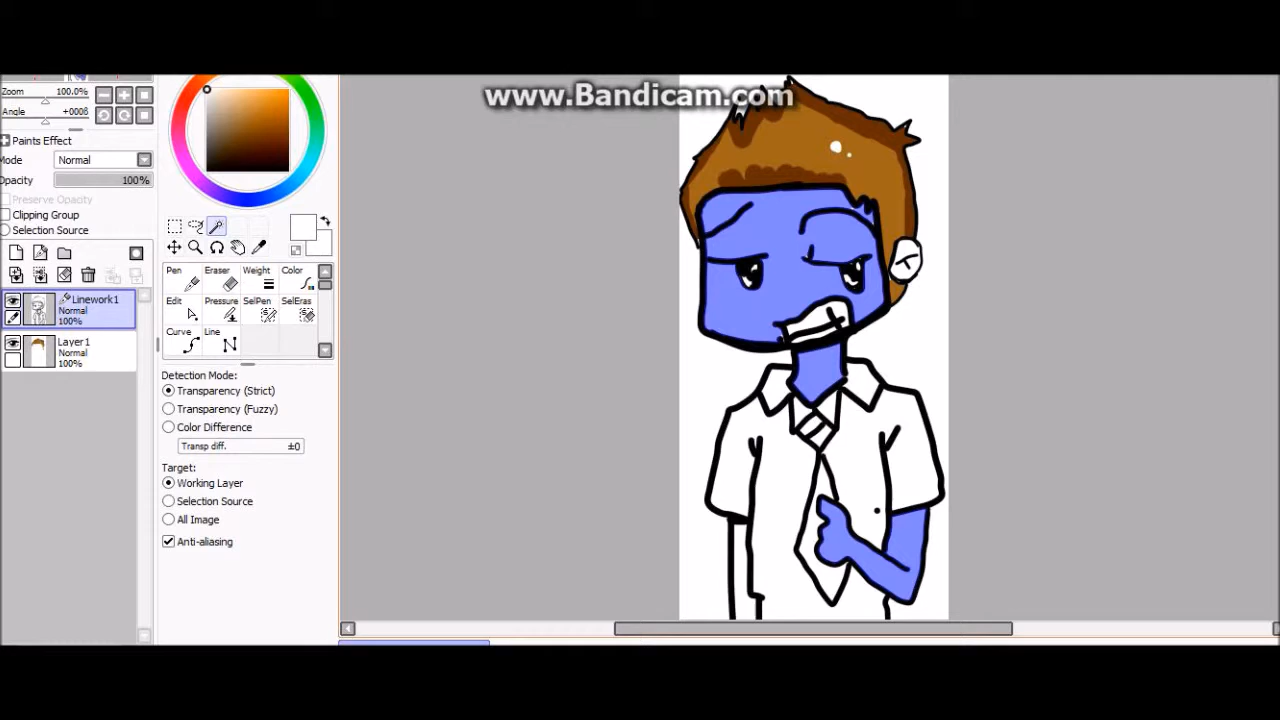 www.Bandicam.com
Zoom 100.0%
Angle +000ß
Paints Effect
Mode Normal
Opacity 100%
Preserve Opacity
Clipping Group
Selection Source
Linework1
Normal
100%
Layer1
Normal
100%
Pen Eraser Weight Color
Edit Pressure SelPen SelEras
Curve Line
Detection Mode:
Transparency (Strict)
Transparency (Fuzzy)
Color Difference
Transp diff. ±0
Target:
Working Layer
Selection Source
All Image
Anti-aliasing